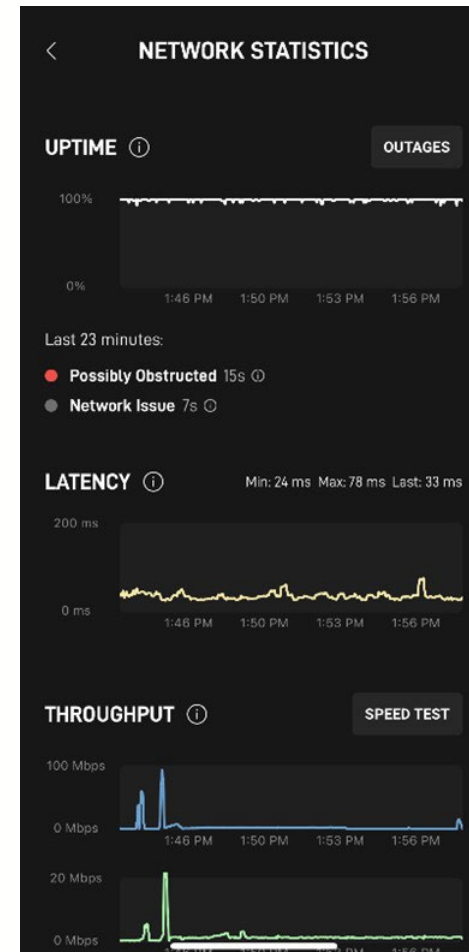 NETWORK STATISTICS
UPTIME
OUTAGES
100%
0%
1:46 PM 1:50 PM 1:53 PM 1:56 PM
Last 23 minutes:
Possibly Obstructed 15s
Network Issue 7s
LATENCY Min: 24 ms Max: 78 ms Last: 33 ms
200 ms
0 ms
1:46 PM 1:50 PM 1:53 PM 1:56 PM
THROUGHPUT
SPEED TEST
100 Mbps
0 Mbps
1:46 PM 1:50 PM 1:53 PM 1:56 PM
20 Mbps
0 Mbps